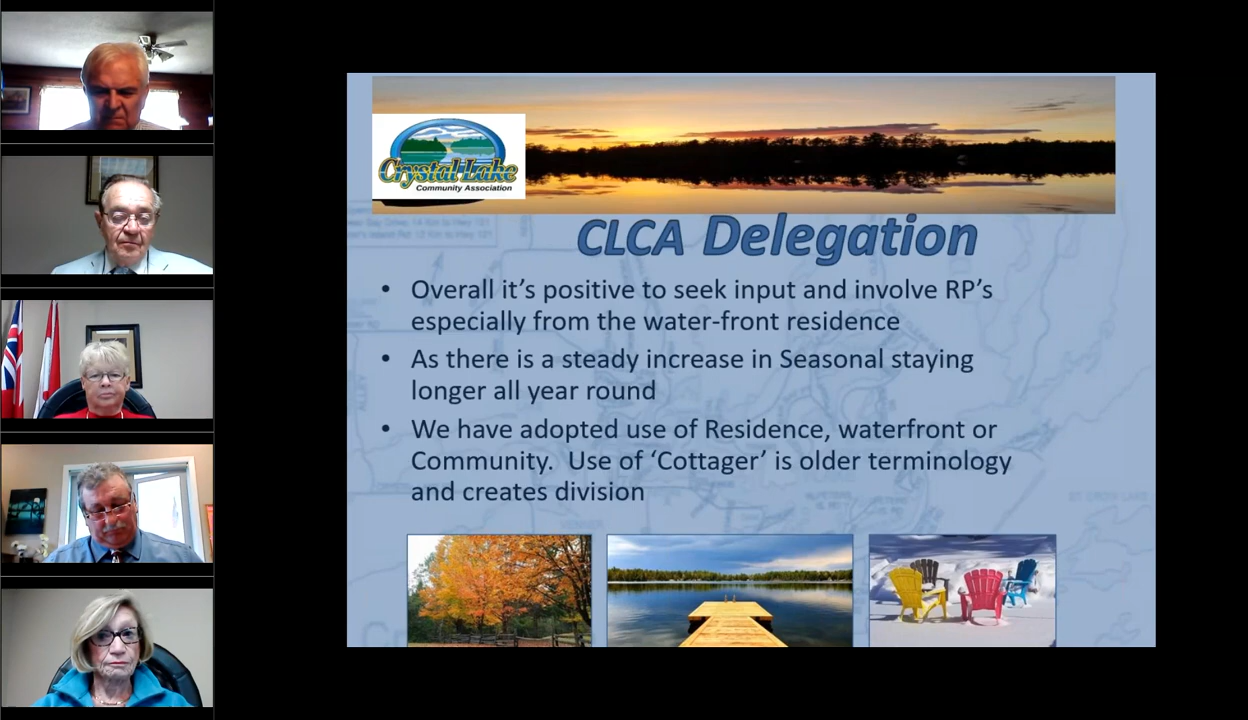 Crystal Lake
Community Association
CLCA Delegation
• Overall it's positive to seek input and involve RP's
especially from the water-front residence
• As there is a steady increase in Seasonal staying
longer all year round
• We have adopted use of Residence, waterfront or
Community.  Use of 'Cottager' is older terminology
and creates division